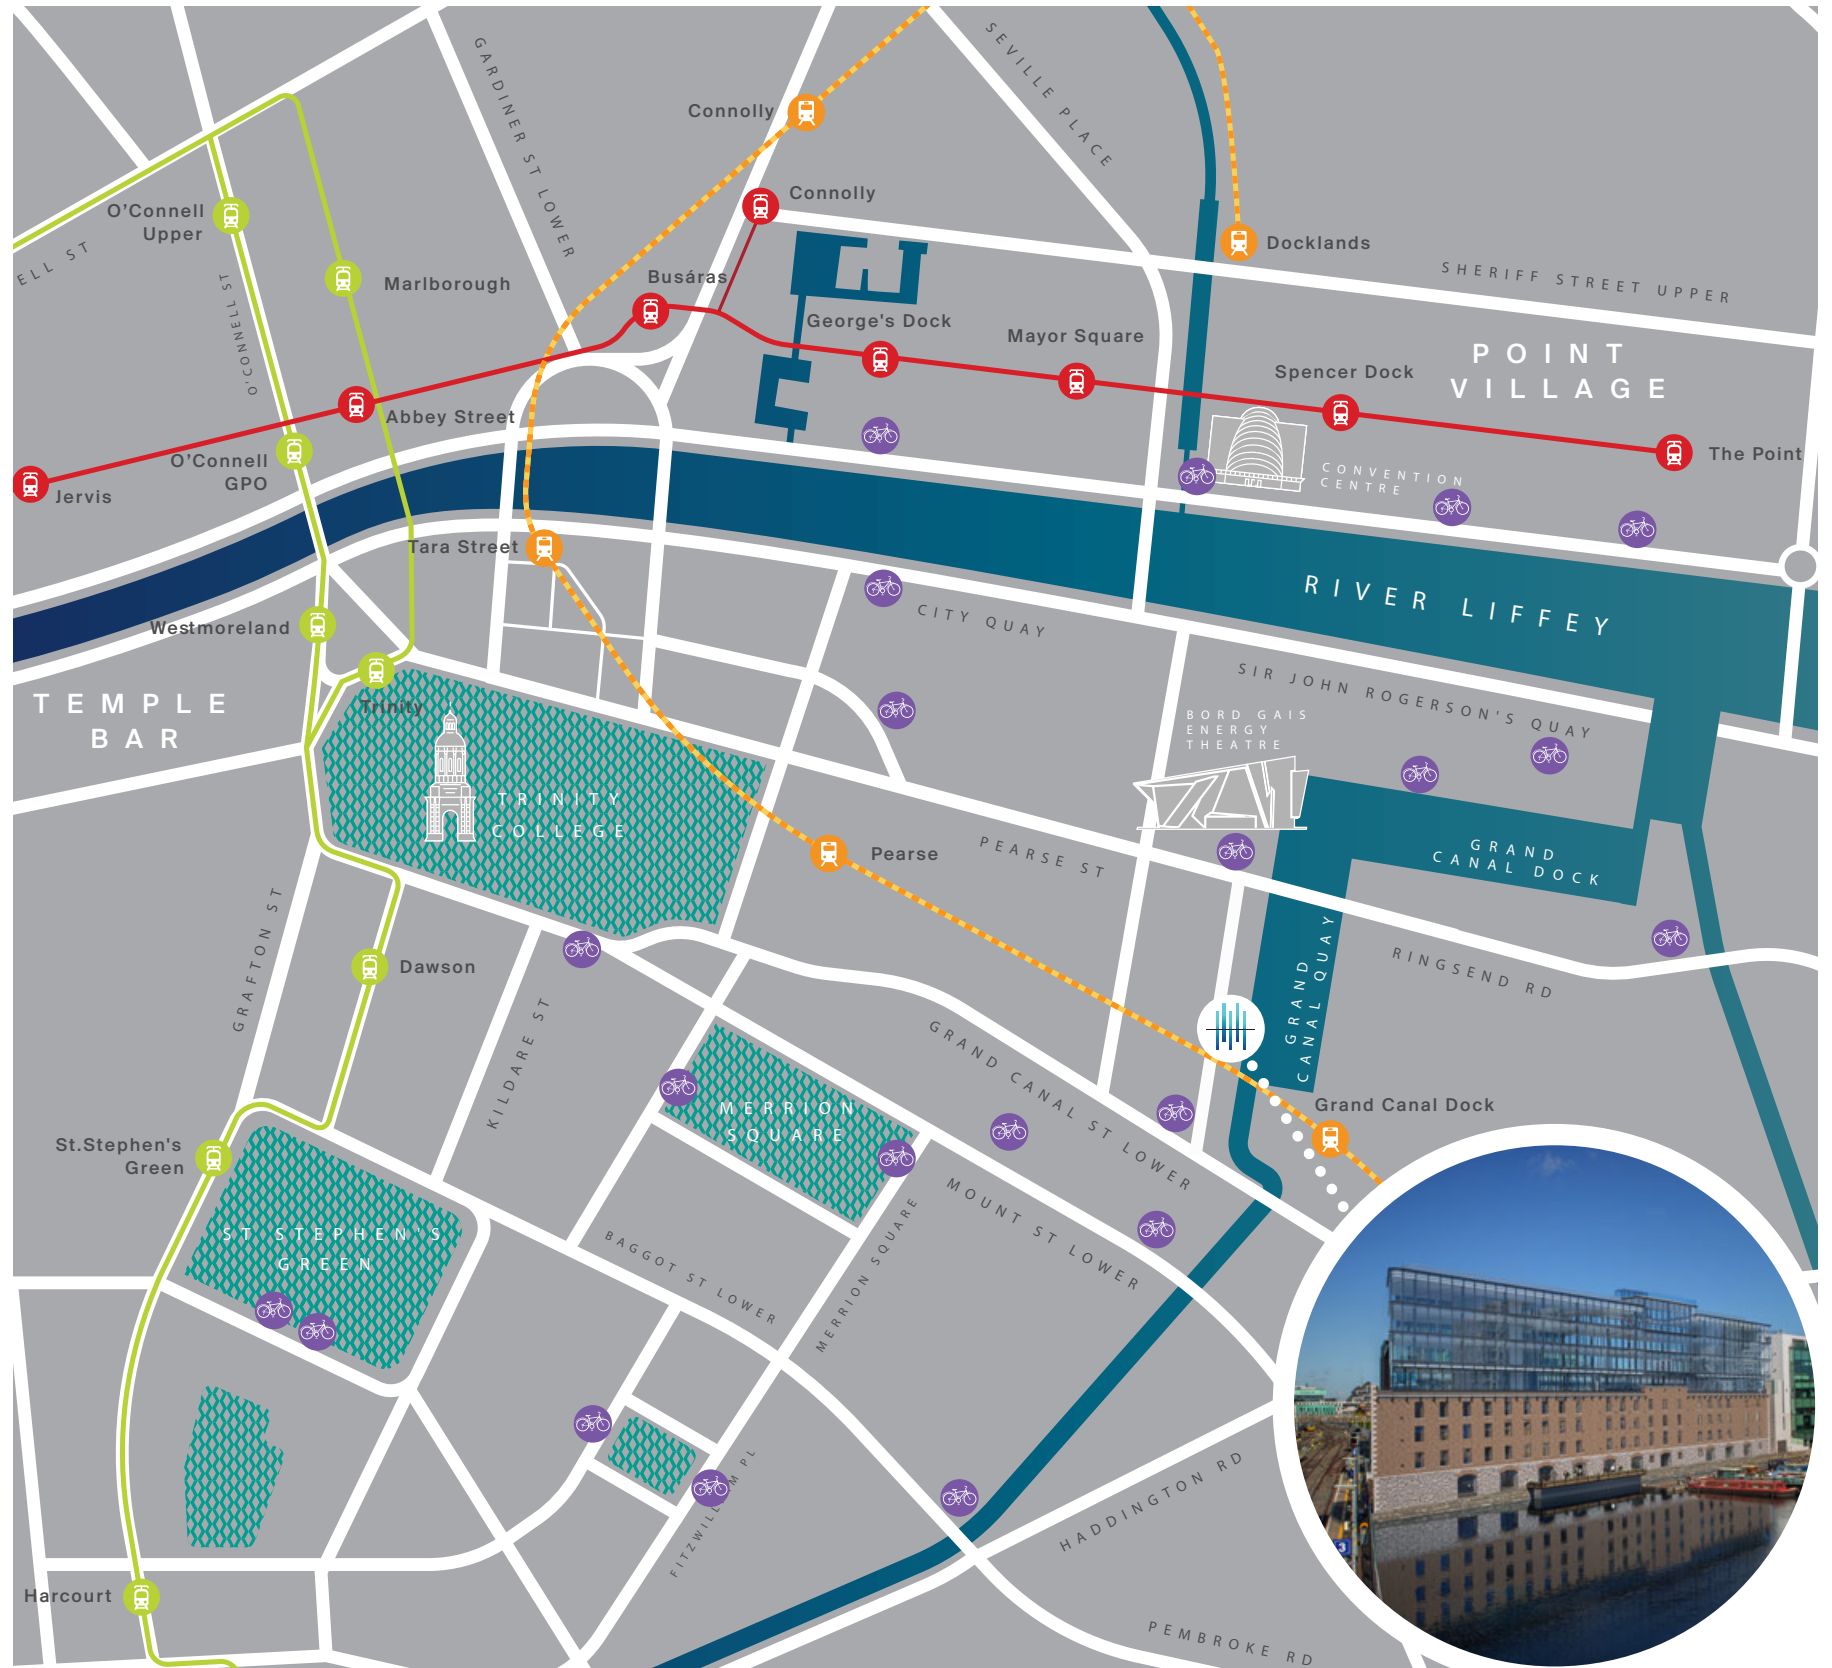 GARDINER ST LOWER
SEVILLE PLACE
Connolly
Connolly
O'Connell
Upper
ELL ST
O'CONNELL ST
Marlborough
Busáras
George's Dock
Mayor Square
Docklands
SHERIFF STREET UPPER
POINT
VILLAGE
Spencer Dock
The Point
Abbey Street
O'Connell
GPO
Jervis
CONVENTION
CENTRE
Tara Street
RIVER LIFFEY
CITY QUAY
Westmoreland
SIR JOHN ROGERSON'S QUAY
TEMPLE
BAR
Trinity
BORD GAIS
ENERGY
THEATRE
TRINITY
COLLEGE
Pearse
PEARSE ST
GRAND
CANAL DOCK
GRAFTON ST
Dawson
KILDARE ST
RINGSEND RD
GRAND
CANAL QUAY
GRAND CANAL ST LOWER
MERRION
SQUARE
Grand Canal Dock
St.Stephen's
Green
ST STEPHEN'S
GREEN
MOUNT ST LOWER
BAGGOT ST LOWER
MERRION SQUARE
HADDINGTON RD
Harcourt
PEMBROKE RD
3